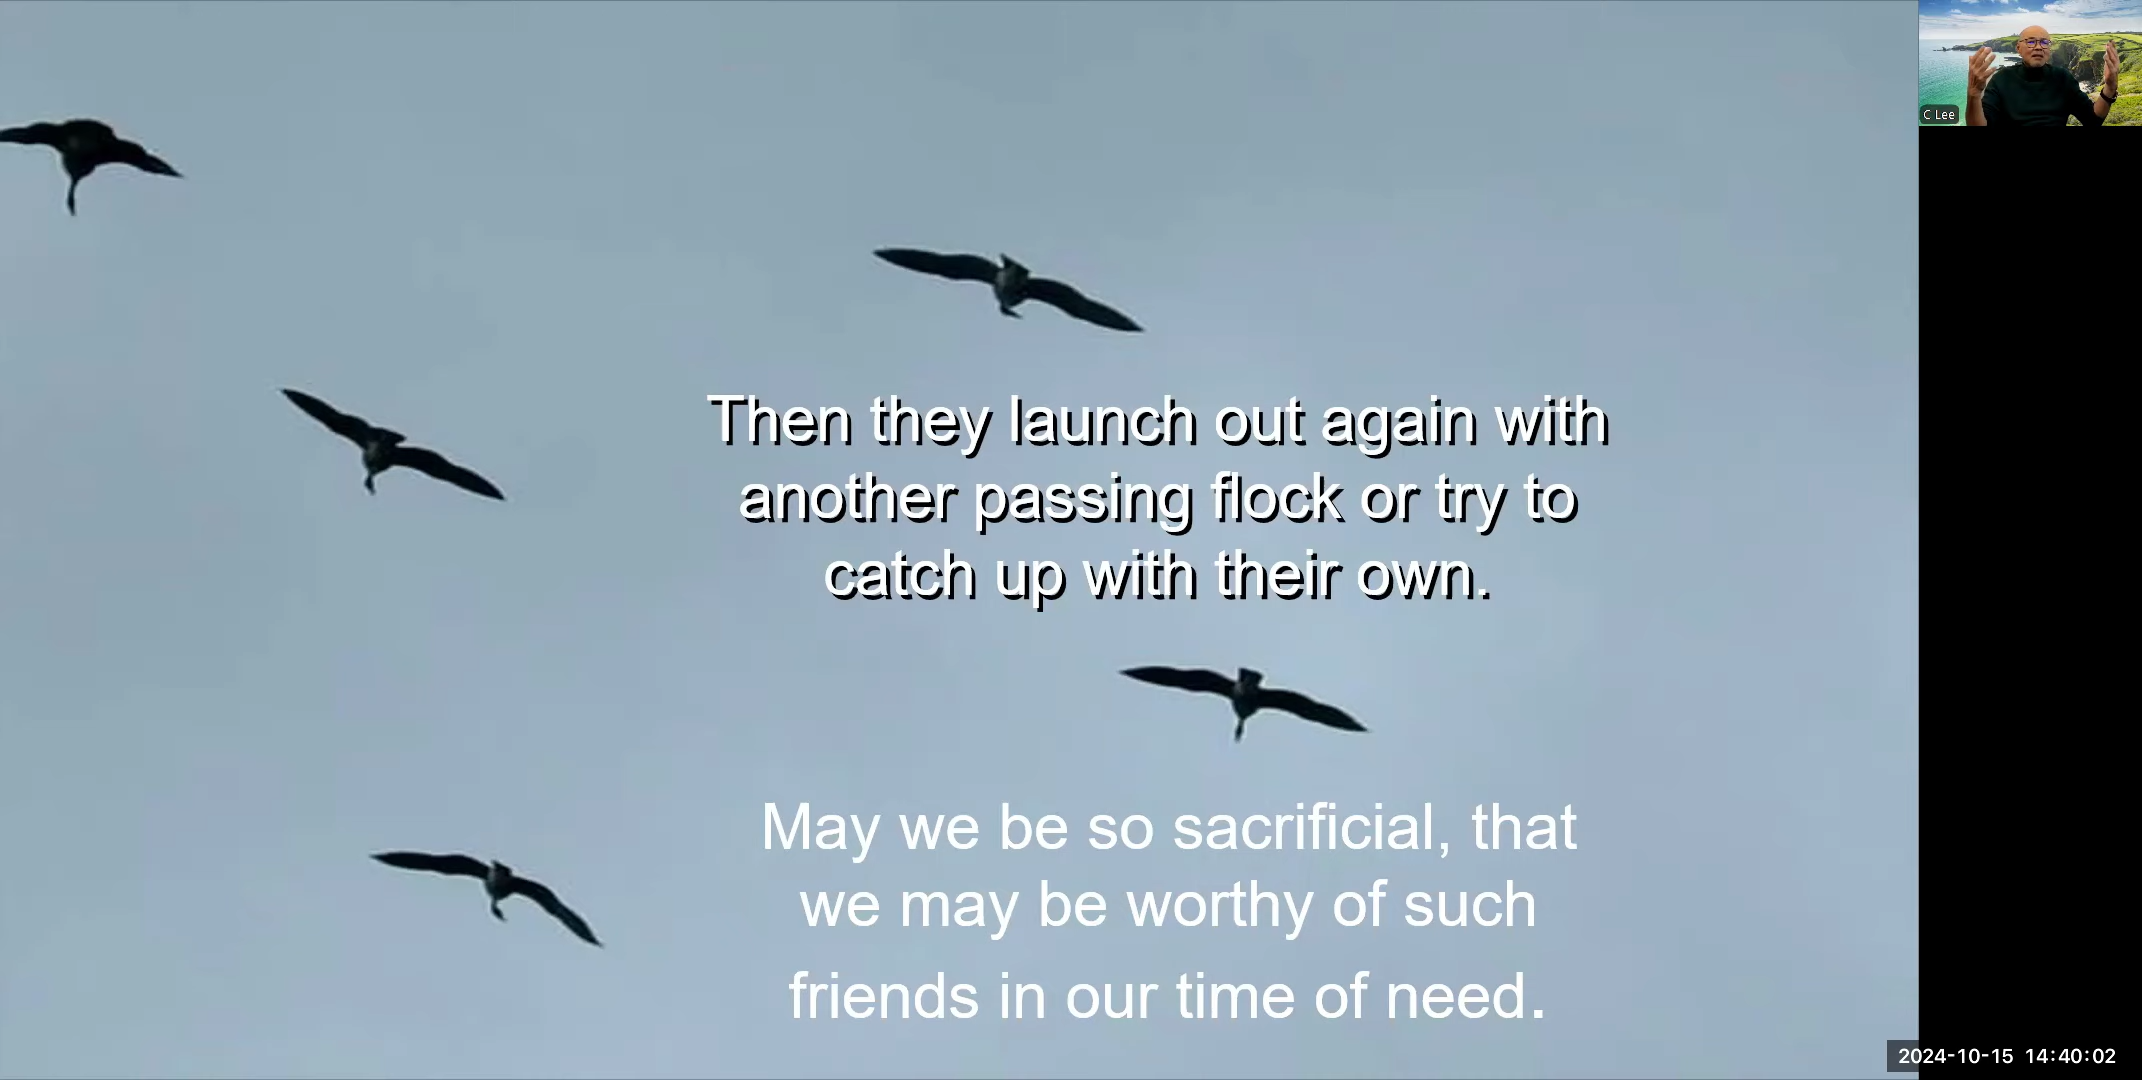 C Lee
Then they launch out again with
another passing flock or try to
catch up with their own.
May we be so sacrificial, that
we may be worthy of such
friends in our time of need.
2024-10-15 14:40:02